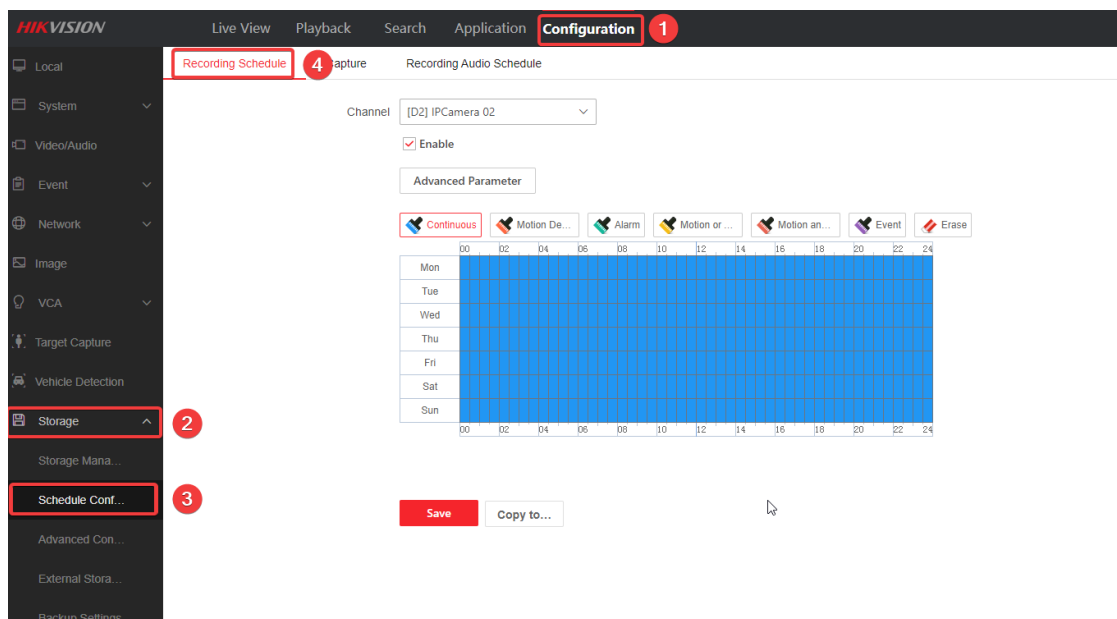 HIKVISION Live View Playback Search Application Configuration 1
Local
System
Video/Audio
Event
Network
Image
VCA
Target Capture
Vehicle Detection
Storage 2
Storage Mana...
Schedule Conf... 3
Advanced Con...
External Stora...
Backup Settings
Recording Schedule 4 apture Recording Audio Schedule
Channel [D2] IPCamera 02
Enable
Advanced Parameter
Continuous Motion De... Alarm Motion or ... Motion an... Event Erase
00 02 04 06 08 10 12 14 16 18 20 22 24
Mon
Tue
Wed
Thu
Fri
Sat
Sun
00 02 04 06 08 10 12 14 16 18 20 22 24
Save Copy to...